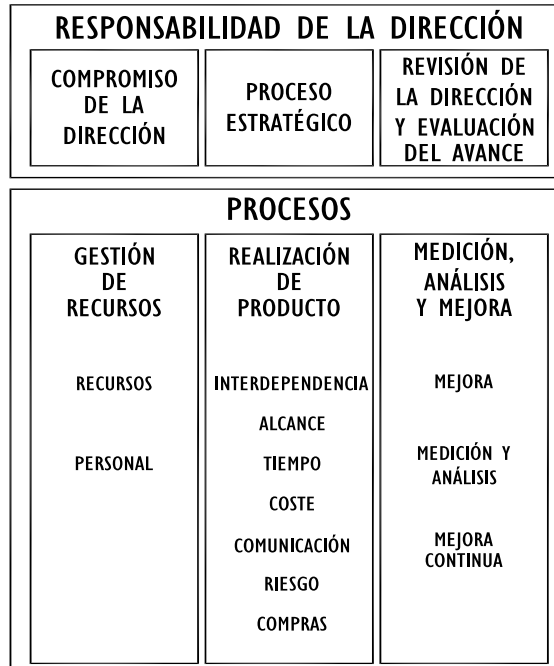 RESPONSABILIDAD DE LA DIRECCIÓN
COMPROMISO
DE LA
DIRECCIÓN
PROCESO
ESTRATÉGICO
REVISIÓN DE
LA DIRECCIÓN
Y EVALUACIÓN
DEL AVANCE
PROCESOS
GESTIÓN
DE
RECURSOS
RECURSOS
PERSONAL
REALIZACIÓN
DE
PRODUCTO
INTERDEPENDENCIA
ALCANCE
TIEMPO
COSTE
COMUNICACIÓN
RIESGO
COMPRAS
MEDICIÓN,
ANÁLISIS
Y MEJORA
MEJORA
MEDICIÓN Y
ANÁLISIS
MEJORA
CONTINUA